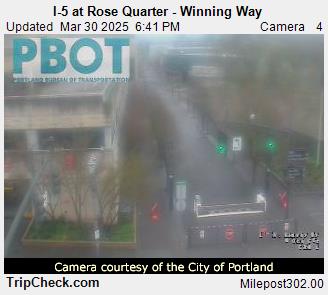 I-5 at Rose Quarter - Winning Way
Updated Mar 30 2025 6:41 PM Camera 4
PBOT
PORTLAND BUREAU OF TRANSPORTATION
Camera courtesy of the City of Portland
TripCheck.com Milepost302.00